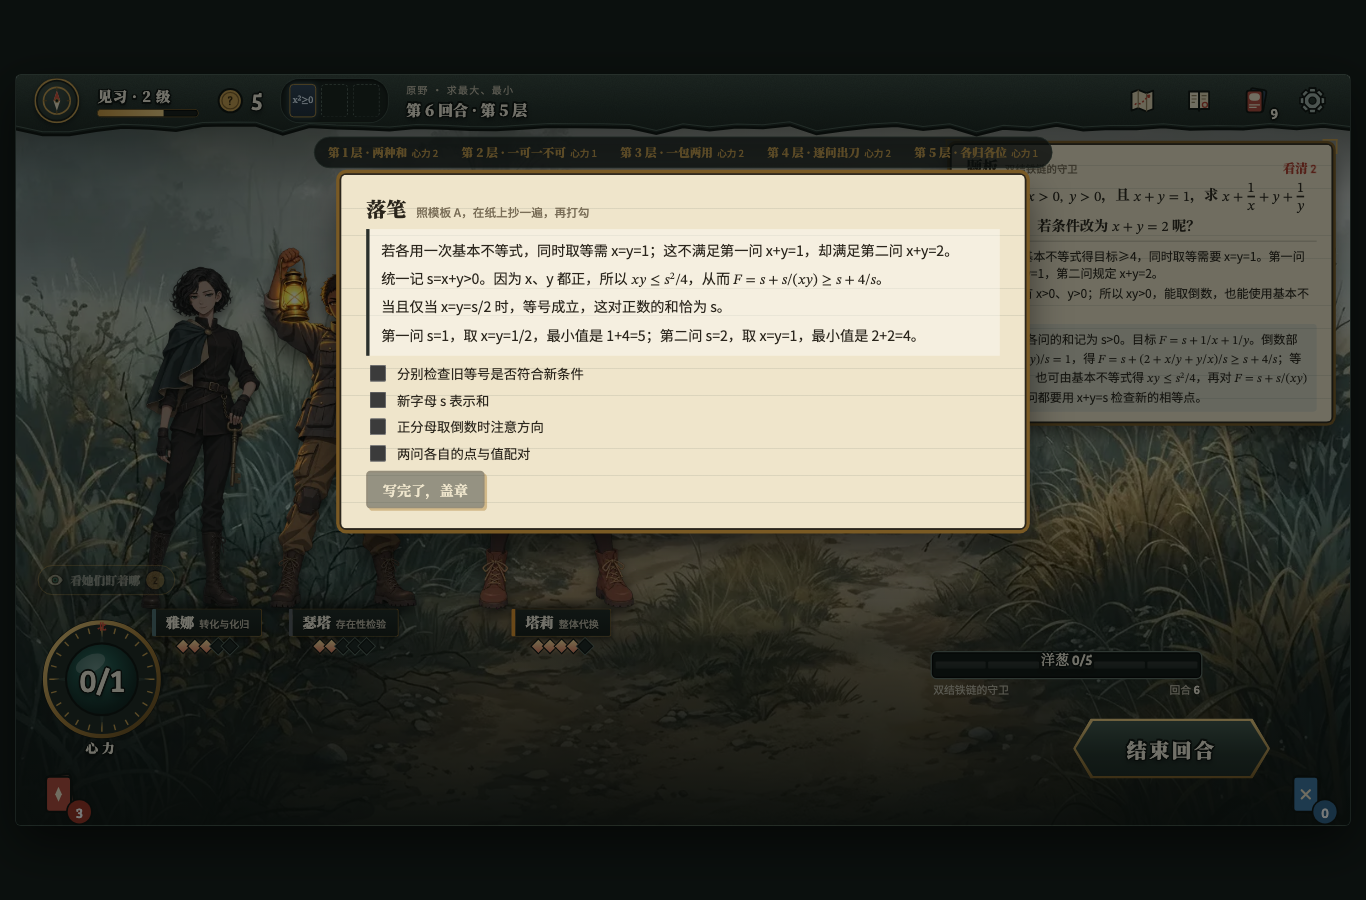 见习·2 级
5
x²≥0
原野 · 求最大、最小
第 6 回合 · 第 5 层
9
第 1 层 · 两种和 心力 2
第 2 层 · 一可一不可 心力 1
第 3 层 · 一包两用 心力 2
第 4 层 · 逐问出刀 心力 2
第 5 层 · 各归各位 心力 1
铁链的守卫
看清 2
x > 0, y > 0, 且 x + y = 1, 求 x + 1/x + y + 1/y
若条件改为 x + y = 2 呢?
本不等式得目标≥4，同时取等需要 x=y=1。第一问
=1，第二问规定 x+y=2。
x>0、y>0；所以 xy>0，能取倒数，也能使用基本不
各问的和记为 s>0。目标 F = s + 1/x + 1/y。倒数部
y)/s = 1，得 F = s + (2 + x/y + y/x)/s ≥ s + 4/s；等
也可由基本不等式得 xy ≤ s²/4，再对 F = s + s/(xy)
问都要用 x+y=s 检查新的相等点。
落笔 照模板 A，在纸上抄一遍，再打勾
若各用一次基本不等式，同时取等需 x=y=1；这不满足第一问 x+y=1，却满足第二问 x+y=2。
统一记 s=x+y>0。因为 x、y 都正，所以 xy ≤ s²/4，从而 F = s + s/(xy) ≥ s + 4/s。
当且仅当 x=y=s/2 时，等号成立，这对正数的和恰为 s。
第一问 s=1，取 x=y=1/2，最小值是 1+4=5；第二问 s=2，取 x=y=1，最小值是 2+2=4。
分别检查旧等号是否符合新条件
新字母 s 表示和
正分母取倒数时注意方向
两问各自的点与值配对
写完了，盖章
看她们盯着哪 2
雅娜 转化与化归
瑟塔 存在性检验
塔莉 整体代换
0/1
心力
洋葱 0/5
双结铁链的守卫
回合 6
结束回合
3
0